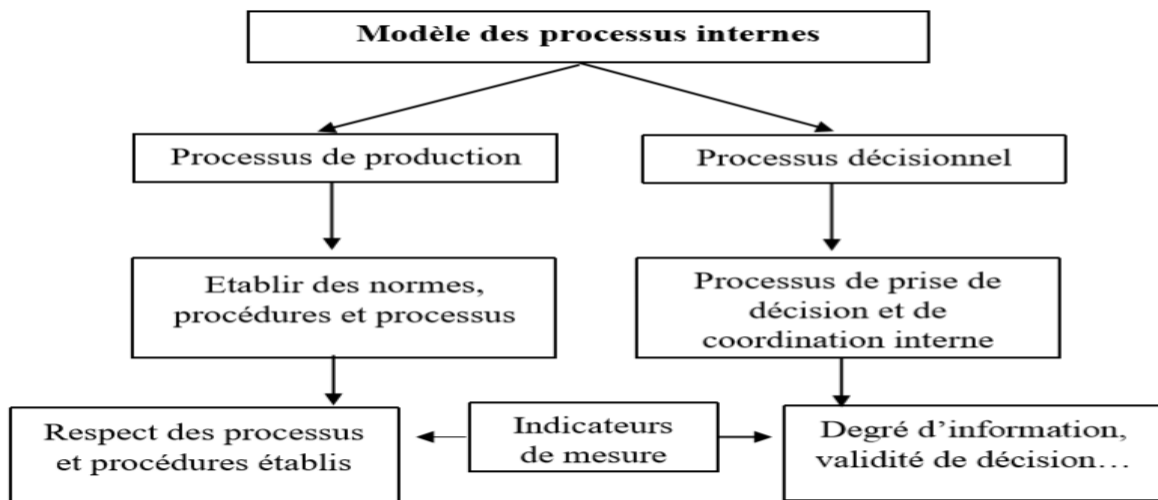 Modèle des processus internes
Processus de production
Processus décisionnel
Etablir des normes,
procédures et processus
Processus de prise de
décision et de
coordination interne
Respect des processus
et procédures établis
Indicateurs
de mesure
Degré d’information,
validité de décision…